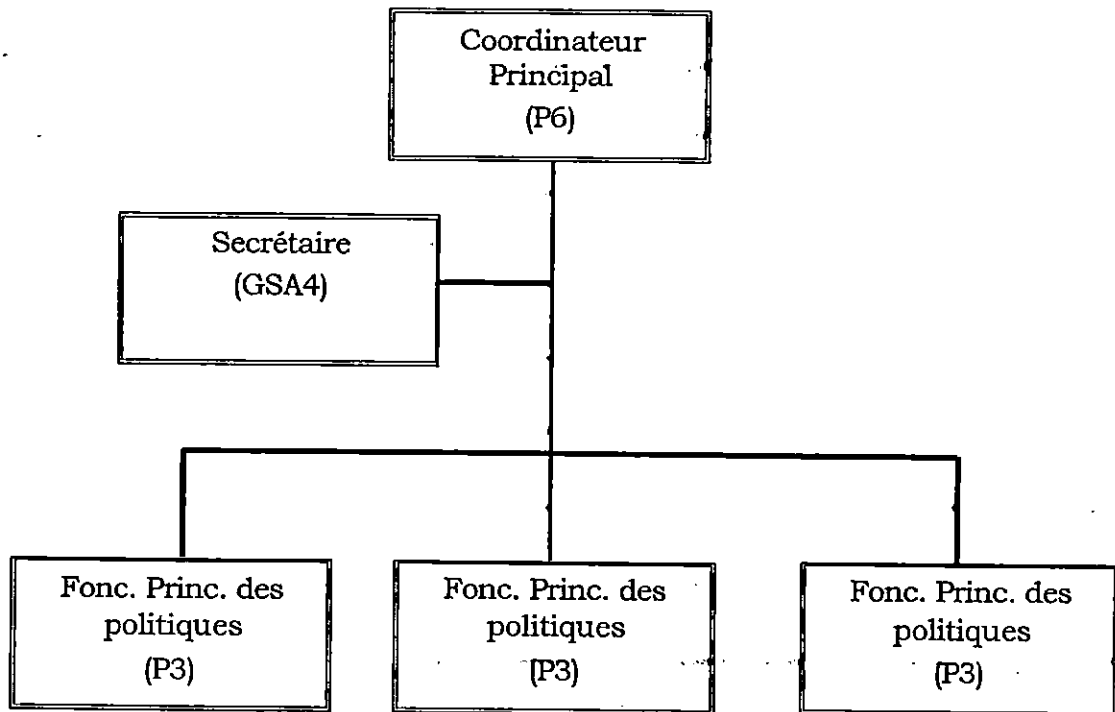 Coordinateur
Principal
(P6)
Secrétaire
(GSA4)
Fonc. Princ. des
politiques
(P3)
Fonc. Princ. des
politiques
(P3)
Fonc. Princ. des
politiques
(P3)